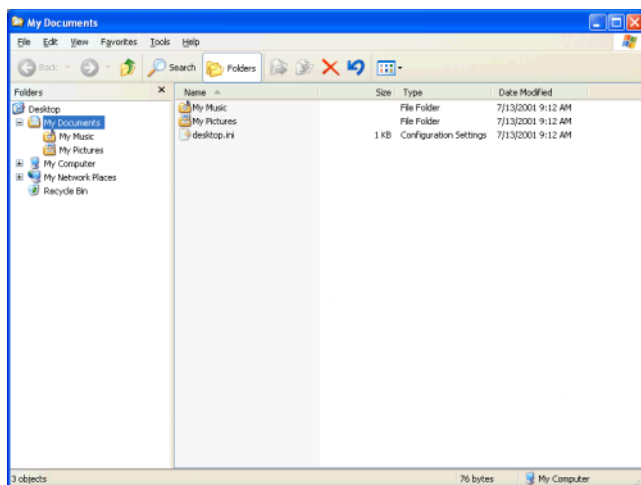 My Documents
File Edit View Favorites Tools Help
Back Search Folders
Folders Name Size Type Date Modified
Desktop
My Documents
My Music
My Pictures
My Computer
My Network Places
Recycle Bin
My Music File Folder 7/13/2001 9:12 AM
My Pictures File Folder 7/13/2001 9:12 AM
desktop.ini 1 KB Configuration Settings 7/13/2001 9:12 AM
3 objects 76 bytes My Computer